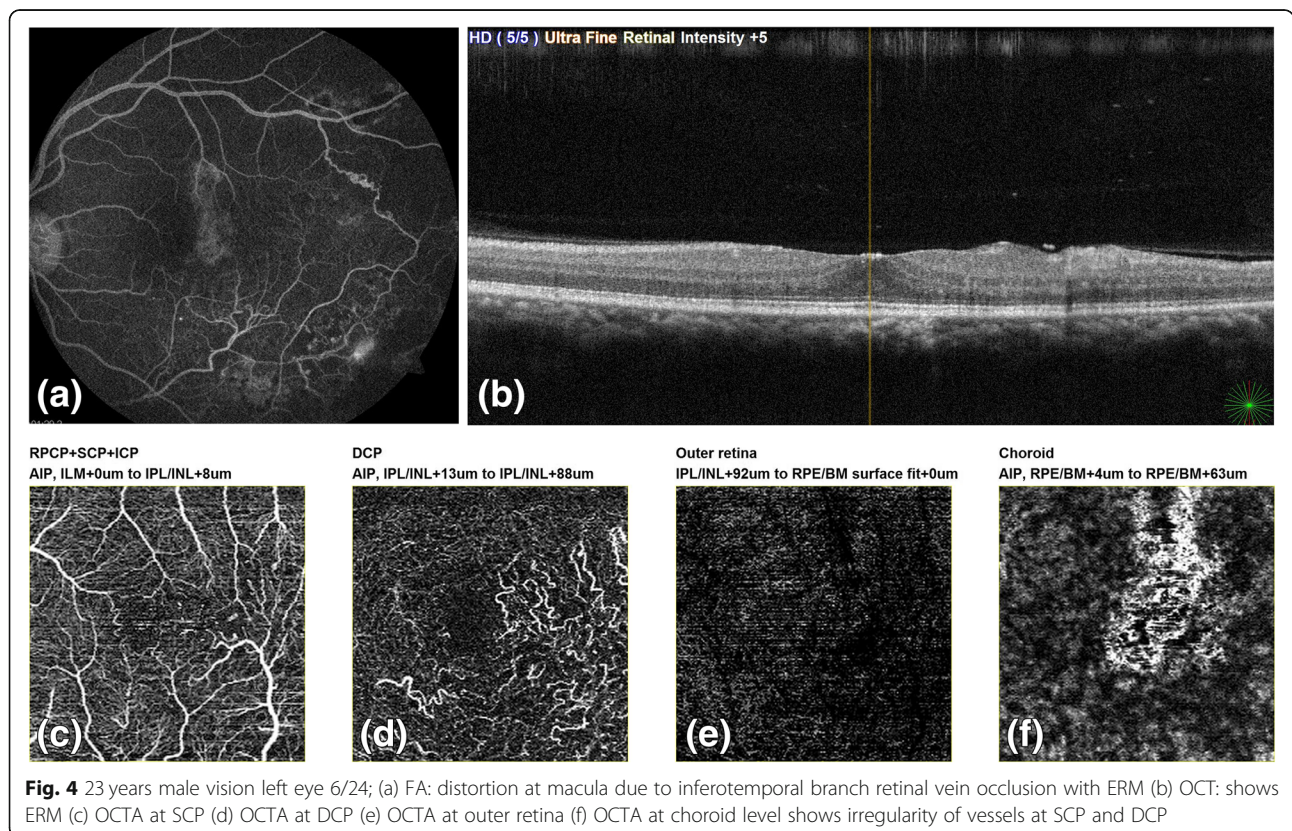 HD ( 5/5 ) Ultra Fine Retinal Intensity +5
(a)
(b)
RPCP+SCP+ICP
AIP, ILM+0um to IPL/INL+8um
DCP
AIP, IPL/INL+13um to IPL/INL+88um
Outer retina
IPL/INL+92um to RPE/BM surface fit+0um
Choroid
AIP, RPE/BM+4um to RPE/BM+63um
(c)
(d)
(e)
(f)
Fig. 4 23 years male vision left eye 6/24; (a) FA: distortion at macula due to inferotemporal branch retinal vein occlusion with ERM (b) OCT: shows
ERM (c) OCTA at SCP (d) OCTA at DCP (e) OCTA at outer retina (f) OCTA at choroid level shows irregularity of vessels at SCP and DCP